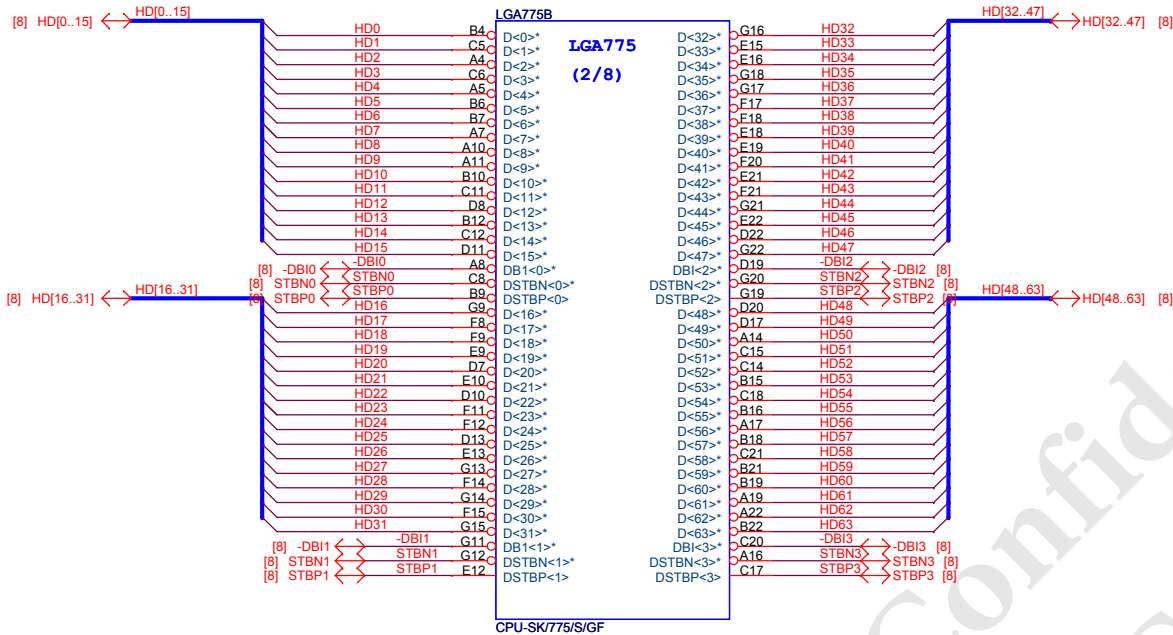 LGA775B
[8] HD[0..15] HD[0..15] HD[32..47] HD[32..47] [8]
LGA775
(2/8)
HD0 B4 D<0>* D<32>* G16 HD32
HD1 C5 D<1>* D<33>* E15 HD33
HD2 A4 D<2>* D<34>* E16 HD34
HD3 C6 D<3>* D<35>* G18 HD35
HD4 A5 D<4>* D<36>* G17 HD36
HD5 B6 D<5>* D<37>* F17 HD37
HD6 B7 D<6>* D<38>* F18 HD38
HD7 A7 D<7>* D<39>* E18 HD39
HD8 A10 D<8>* D<40>* E19 HD40
HD9 A11 D<9>* D<41>* F20 HD41
HD10 B10 D<10>* D<42>* E21 HD42
HD11 C11 D<11>* D<43>* F21 HD43
HD12 D8 D<12>* D<44>* G21 HD44
HD13 B12 D<13>* D<45>* E22 HD45
HD14 C12 D<14>* D<46>* D22 HD46
HD15 D11 D<15>* D<47>* G22 HD47
[8] -DBI0 -DBI0 A8 DB1<0>* DBI<2>* D19 -DBI2 -DBI2 [8]
[8] STBN0 STBN0 C8 DSTBN<0>* DSTBN<2>* G20 STBN2 STBN2 [8]
[8] STBP0 STBP0 B9 DSTBP<0> DSTBP<2> G19 STBP2 STBP2 [8]
[8] HD[16..31] HD[16..31] HD[48..63] HD[48..63] [8]
HD16 G9 D<16>* D<48>* D20 HD48
HD17 F8 D<17>* D<49>* D17 HD49
HD18 F9 D<18>* D<50>* A14 HD50
HD19 E9 D<19>* D<51>* C15 HD51
HD20 D7 D<20>* D<52>* C14 HD52
HD21 E10 D<21>* D<53>* B15 HD53
HD22 D10 D<22>* D<54>* C18 HD54
HD23 F11 D<23>* D<55>* B16 HD55
HD24 F12 D<24>* D<56>* A17 HD56
HD25 D13 D<25>* D<57>* B18 HD57
HD26 E13 D<26>* D<58>* C21 HD58
HD27 G13 D<27>* D<59>* B21 HD59
HD28 F14 D<28>* D<60>* B19 HD60
HD29 G14 D<29>* D<61>* A19 HD61
HD30 F15 D<30>* D<62>* A22 HD62
HD31 G15 D<31>* D<63>* B22 HD63
[8] -DBI1 -DBI1 G11 DB1<1>* DBI<3>* C20 -DBI3 -DBI3 [8]
[8] STBN1 STBN1 G12 DSTBN<1>* DSTBN<3>* A16 STBN3 STBN3 [8]
[8] STBP1 STBP1 E12 DSTBP<1> DSTBP<3> C17 STBP3 STBP3 [8]
CPU-SK/775/S/GF
Confid